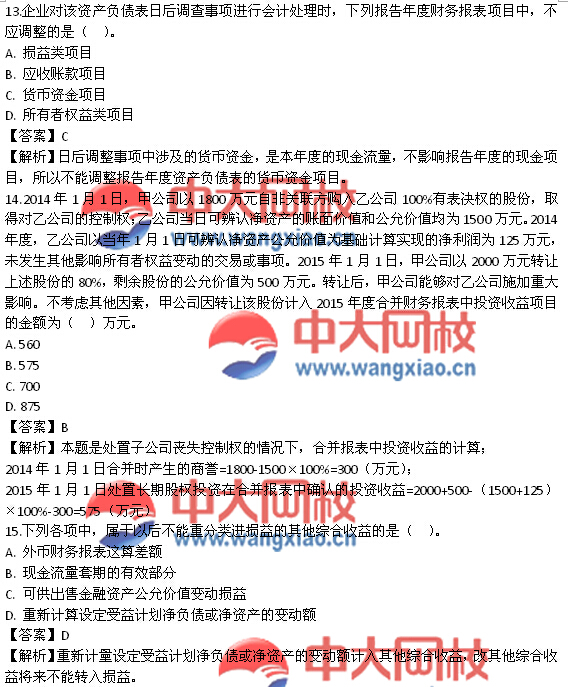 13.企业对该资产负债表日后调查事项进行会计处理时，下列报告年度财务报表项目中，不
应调整的是（　）。
A. 损益类项目
B. 应收账款项目
C. 货币资金项目
D. 所有者权益类项目
【答案】C
【解析】日后调整事项中涉及的货币资金，是本年度的现金流量，不影响报告年度的现金项
目，所以不能调整报告年度资产负债表的货币资金项目。
14.2014 年 1 月 1 日，甲公司以 1800 万元自非关联方购入乙公司 100%有表决权的股份，取
得对乙公司的控制权；乙公司当日可辨认净资产的账面价值和公允价值均为 1500 万元。2014
年度，乙公司以当年 1 月 1 日可辨认净资产公允价值为基础计算实现的净利润为 125 万元，
未发生其他影响所有者权益变动的交易或事项。2015 年 1 月 1 日，甲公司以 2000 万元转让
上述股份的 80%，剩余股份的公允价值为 500 万元。转让后，甲公司能够对乙公司施加重大
影响。不考虑其他因素，甲公司因转让该股份计入 2015 年度合并财务报表中投资收益项目
的金额为（　）万元。
A. 560
B. 575
C. 700
D. 875
【答案】B
【解析】本题是处置子公司丧失控制权的情况下，合并报表中投资收益的计算；
2014 年 1 月 1 日合并时产生的商誉=1800-1500×100%=300（万元）；
2015 年 1 月 1 日处置长期股权投资在合并报表中确认的投资收益=2000+500-（1500+125）
×100%-300=575（万元）
15.下列各项中，属于以后不能重分类进损益的其他综合收益的是（　）。
A. 外币财务报表这算差额
B. 现金流量套期的有效部分
C. 可供出售金融资产公允价值变动损益
D. 重新计算设定受益计划净负债或净资产的变动额
【答案】D
【解析】重新计量设定受益计划净负债或净资产的变动额计入其他综合收益，改其他综合收
益将来不能转入损益。
中大网校
www.wangxiao.cn
中大网校
www.wangxiao.cn
中大网校
www.wangxiao.cn
中大网校
www.wangxiao.cn